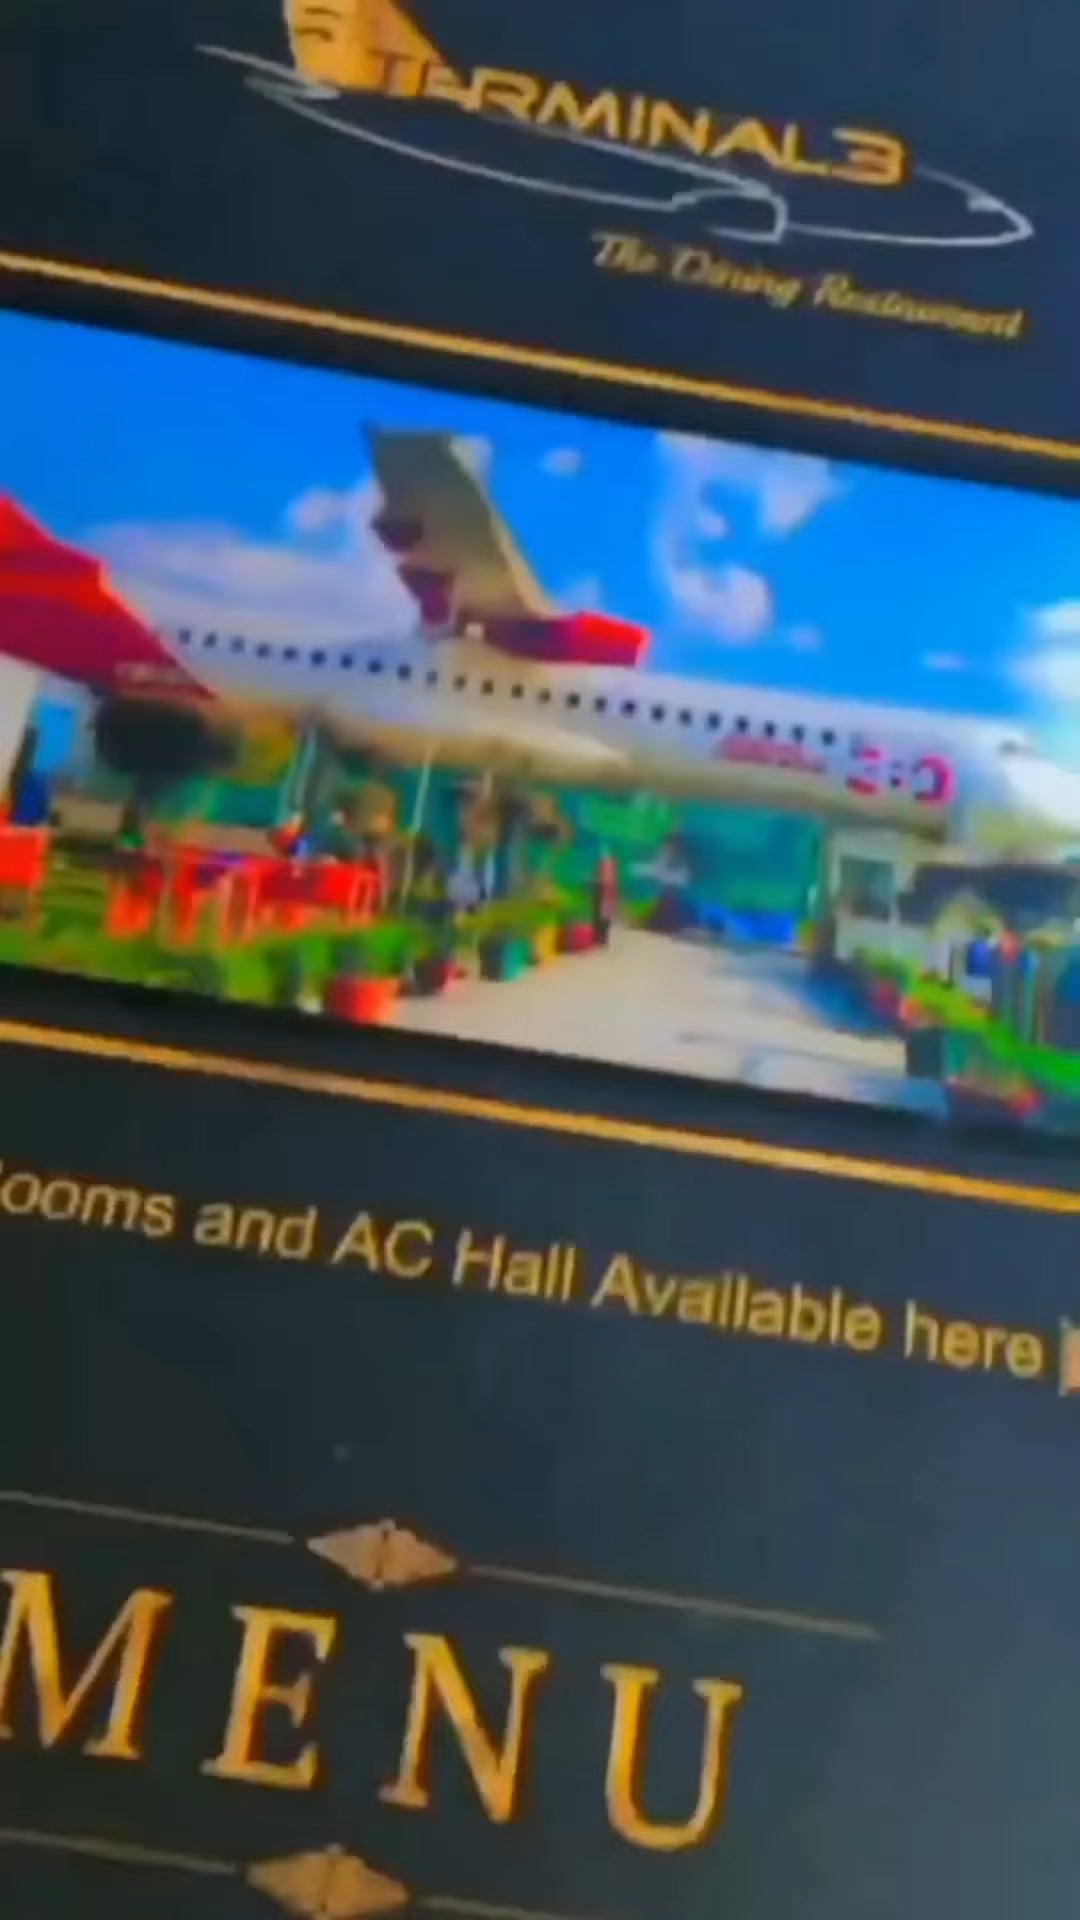 TERMINAL3
The Dining Restaurant
ooms and AC Hall Available here
MENU